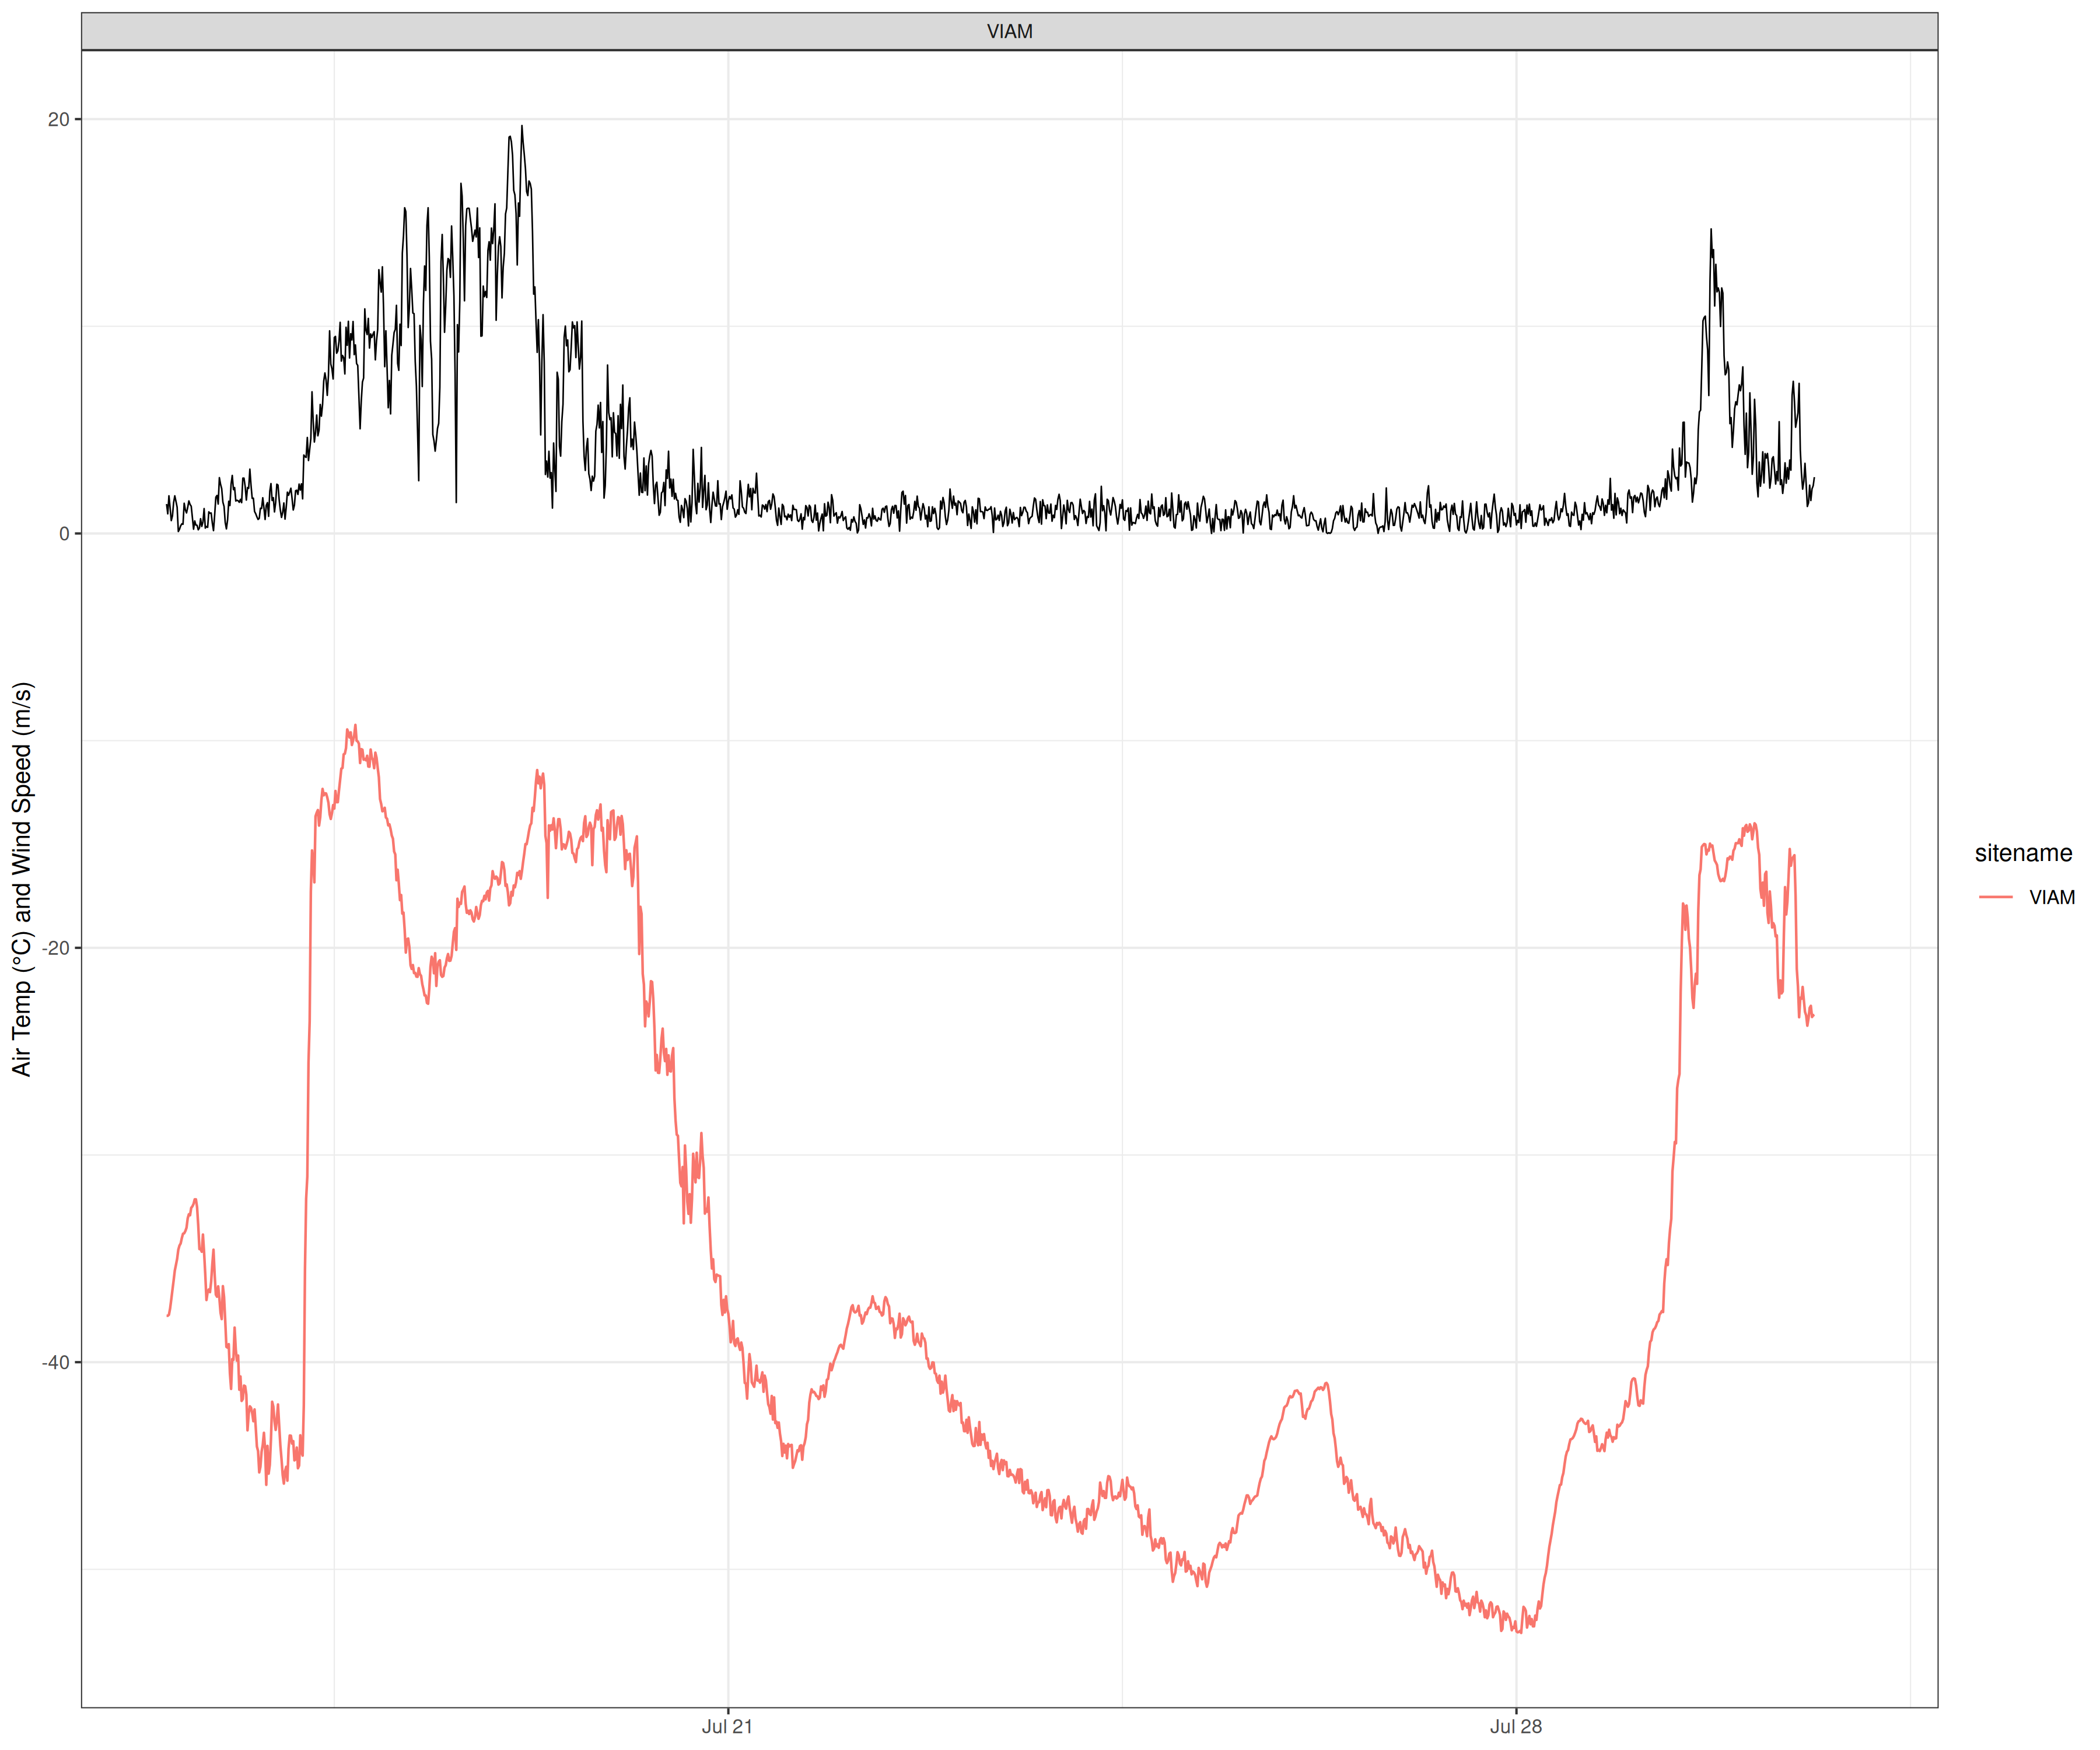 VIAM
20
0
-20
-40
Air Temp (°C) and Wind Speed (m/s)
Jul 21
Jul 28
sitename
VIAM